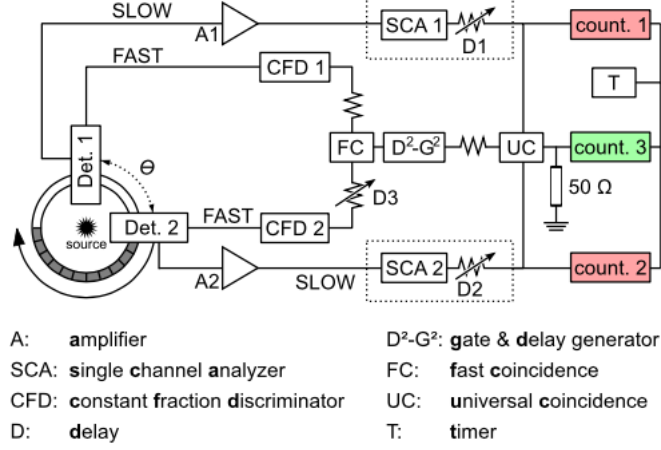 SLOW
A1
SCA 1
D1
count. 1
FAST
CFD 1
T
Det. 1
Θ
FC
D²-G²
UC
count. 3
D3
50 Ω
source
Det. 2
FAST
CFD 2
A2
SLOW
SCA 2
D2
count. 2
A: amplifier
D²-G²: gate & delay generator
SCA: single channel analyzer
FC: fast coincidence
CFD: constant fraction discriminator
UC: universal coincidence
D: delay
T: timer